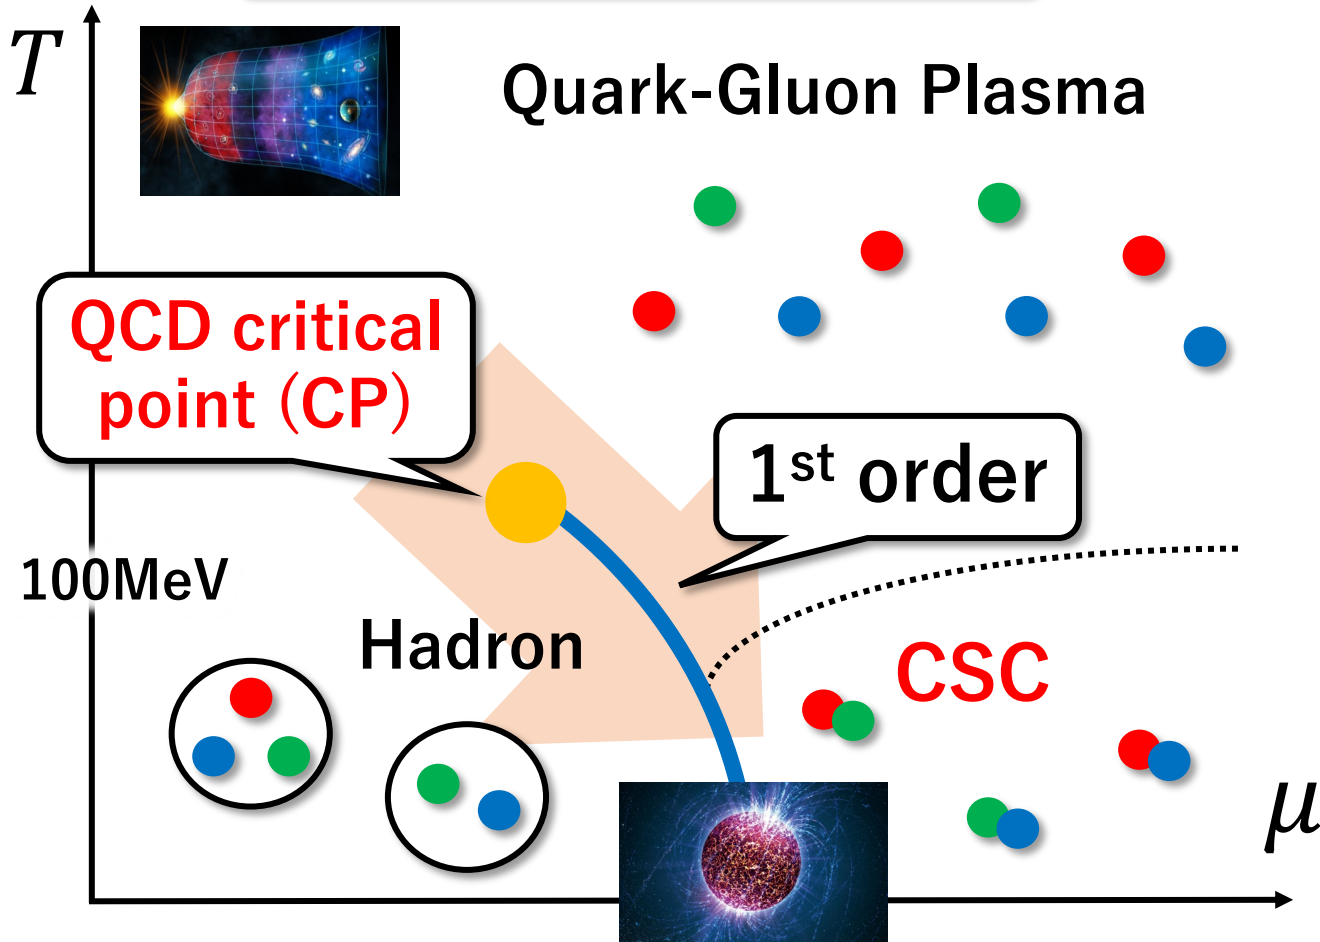 T
Quark-Gluon Plasma
QCD critical
point (CP)
1st order
100MeV
Hadron
CSC
μ